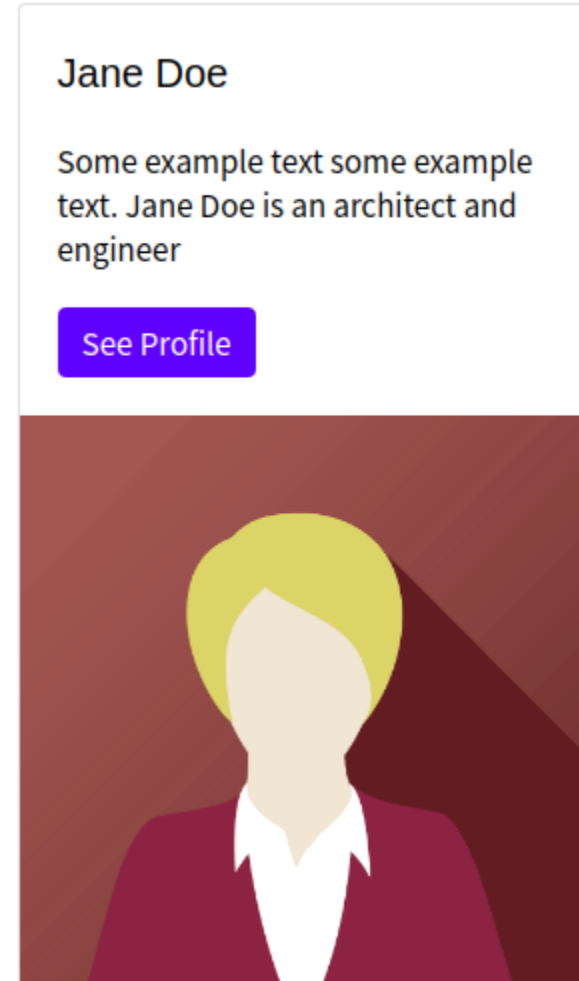 Jane Doe
Some example text some example
text. Jane Doe is an architect and
engineer
See Profile